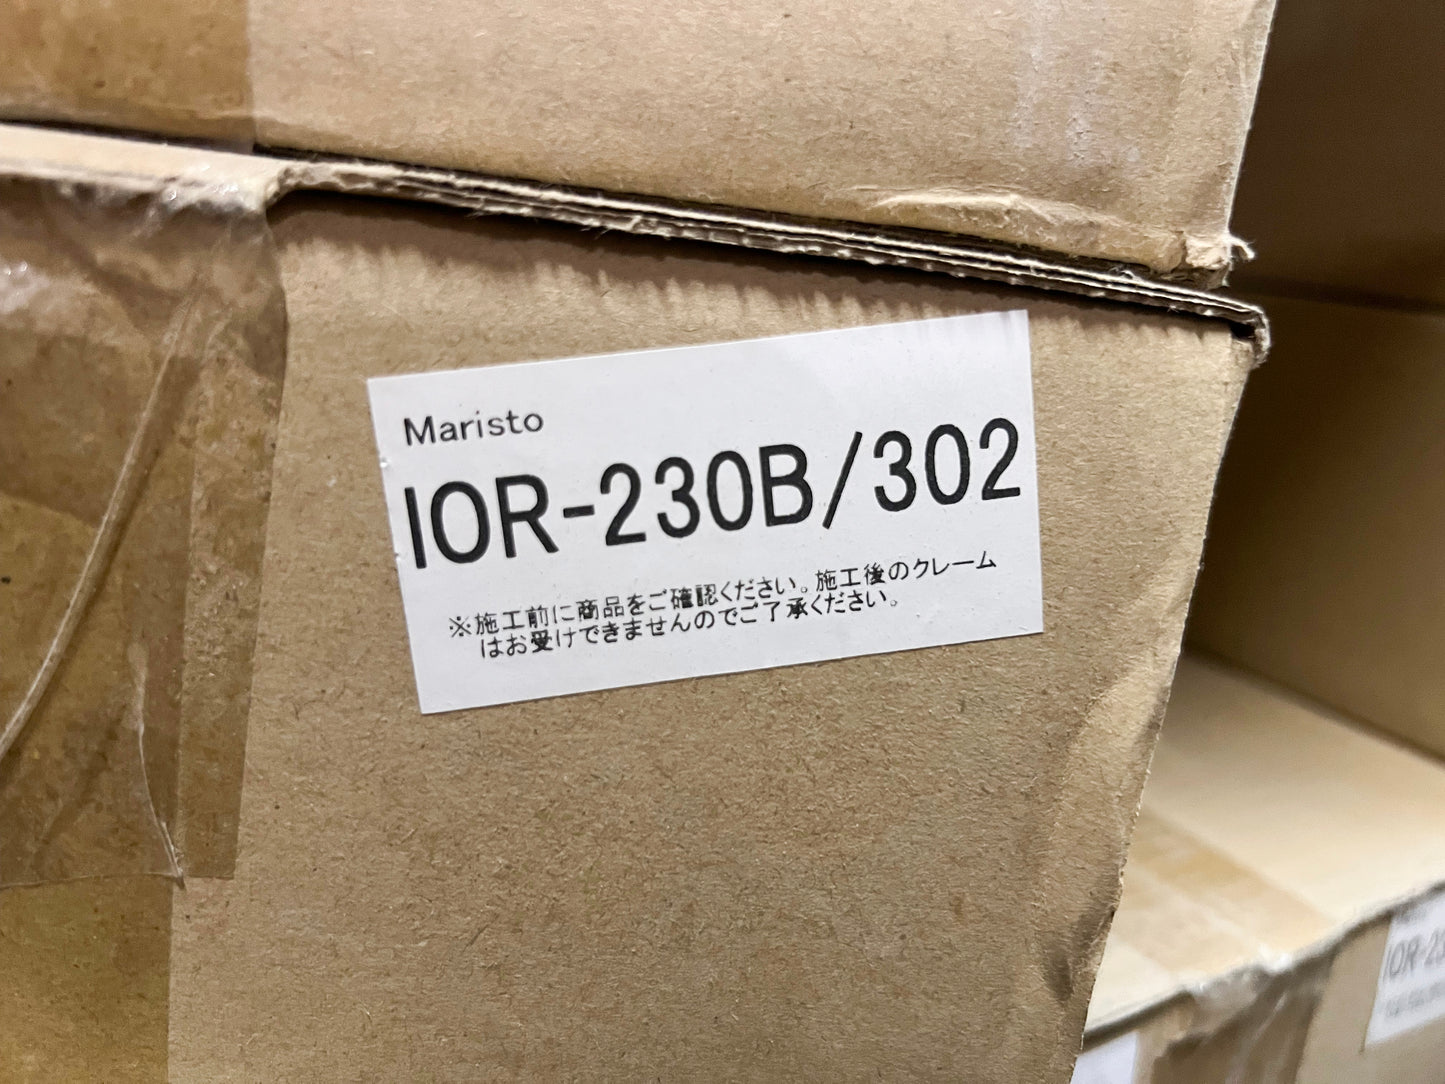 Maristo
IOR-230B/302
※施工前に商品をご確認ください。施工後のクレーム
はお受けできませんのでご了承ください。
IOR-23